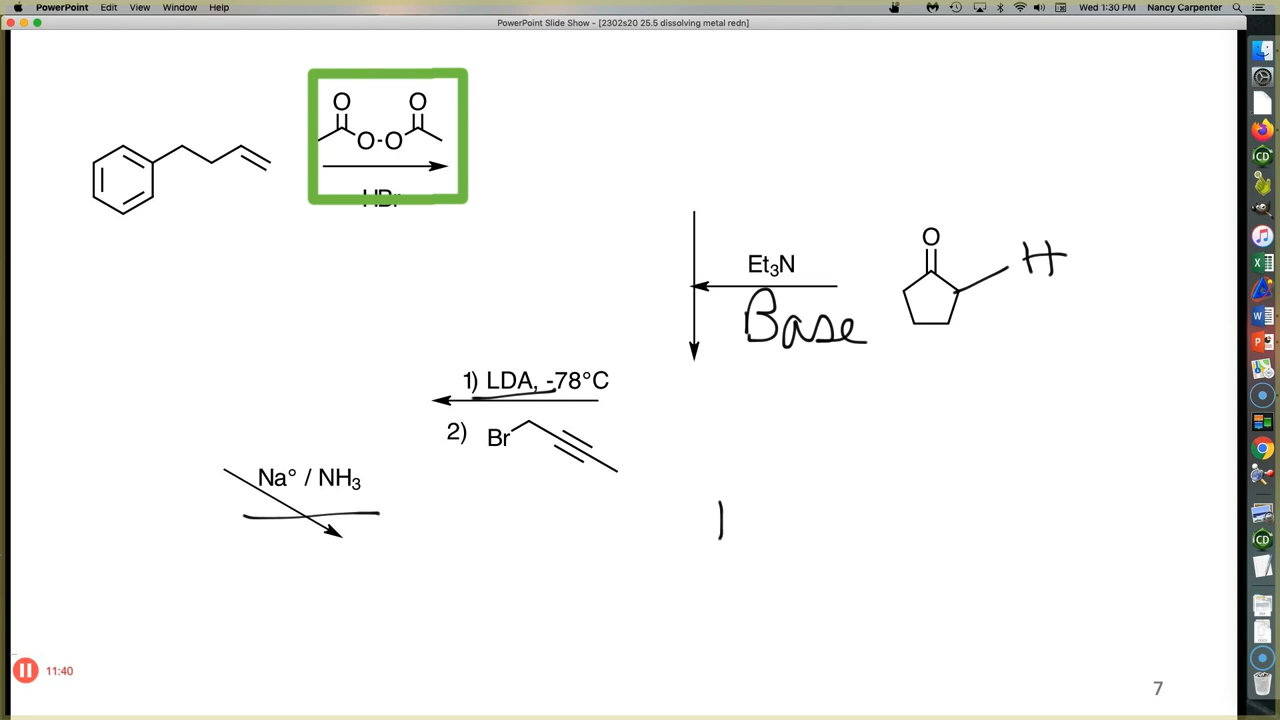 PowerPoint File Edit View Window Help Wed 1:30 PM Nancy Carpenter
PowerPoint Slide Show - [2302s20 25.5 dissolving metal redn]
O O
O-O
HBr
O
H
Et₃N
Base
1) LDA, -78°C
2) Br
Na° / NH₃
11:40
7